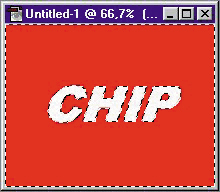 Untitled-1 @ 66,7% (...
CHIP